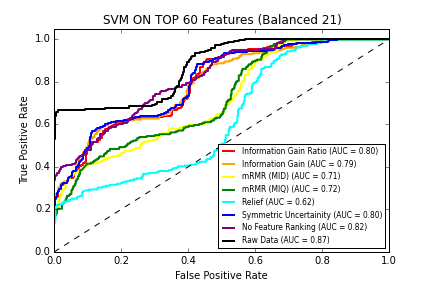 SVM ON TOP 60 Features (Balanced 21)
1.0
0.8
0.6
0.4
0.2
0.0
True Positive Rate
Information Gain Ratio (AUC = 0.80)
Information Gain (AUC = 0.79)
mRMR (MID) (AUC = 0.71)
mRMR (MIQ) (AUC = 0.72)
Relief (AUC = 0.62)
Symmetric Uncertainity (AUC = 0.80)
No Feature Ranking (AUC = 0.82)
Raw Data (AUC = 0.87)
0.0 0.2 0.4 0.6 0.8 1.0
False Positive Rate